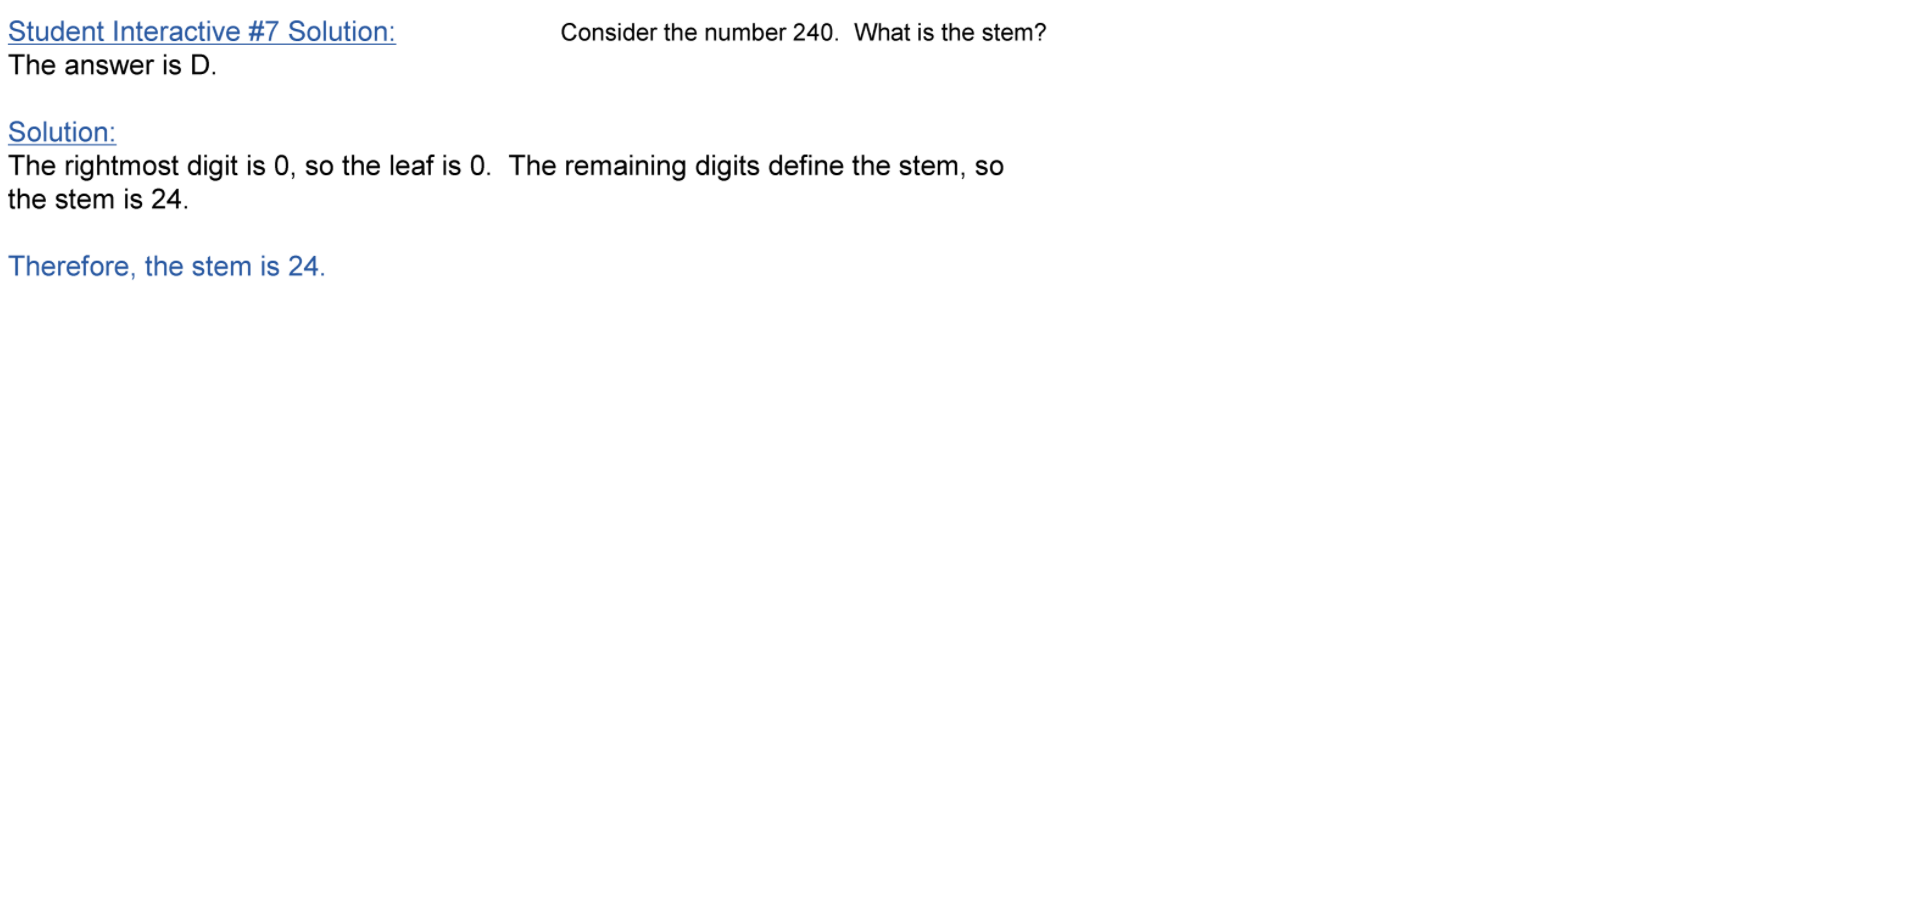 Student Interactive #7 Solution:
Consider the number 240. What is the stem?
The answer is D.
Solution:
The rightmost digit is 0, so the leaf is 0. The remaining digits define the stem, so
the stem is 24.
Therefore, the stem is 24.